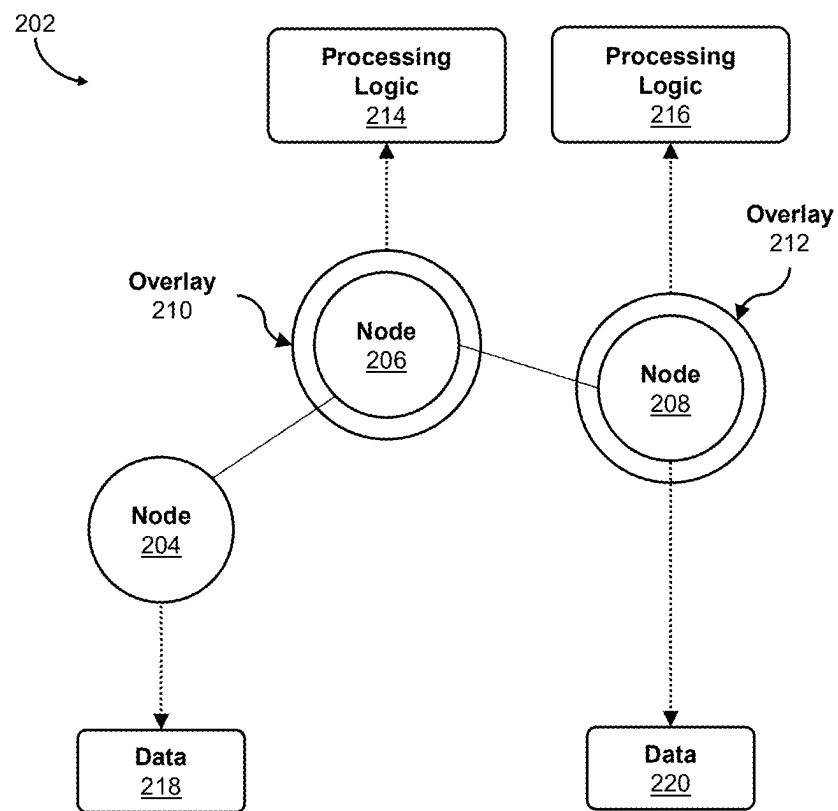 202
Processing
Logic
214
Processing
Logic
216
Overlay
212
Overlay
210
Node
206
Node
208
Node
204
Data
218
Data
220